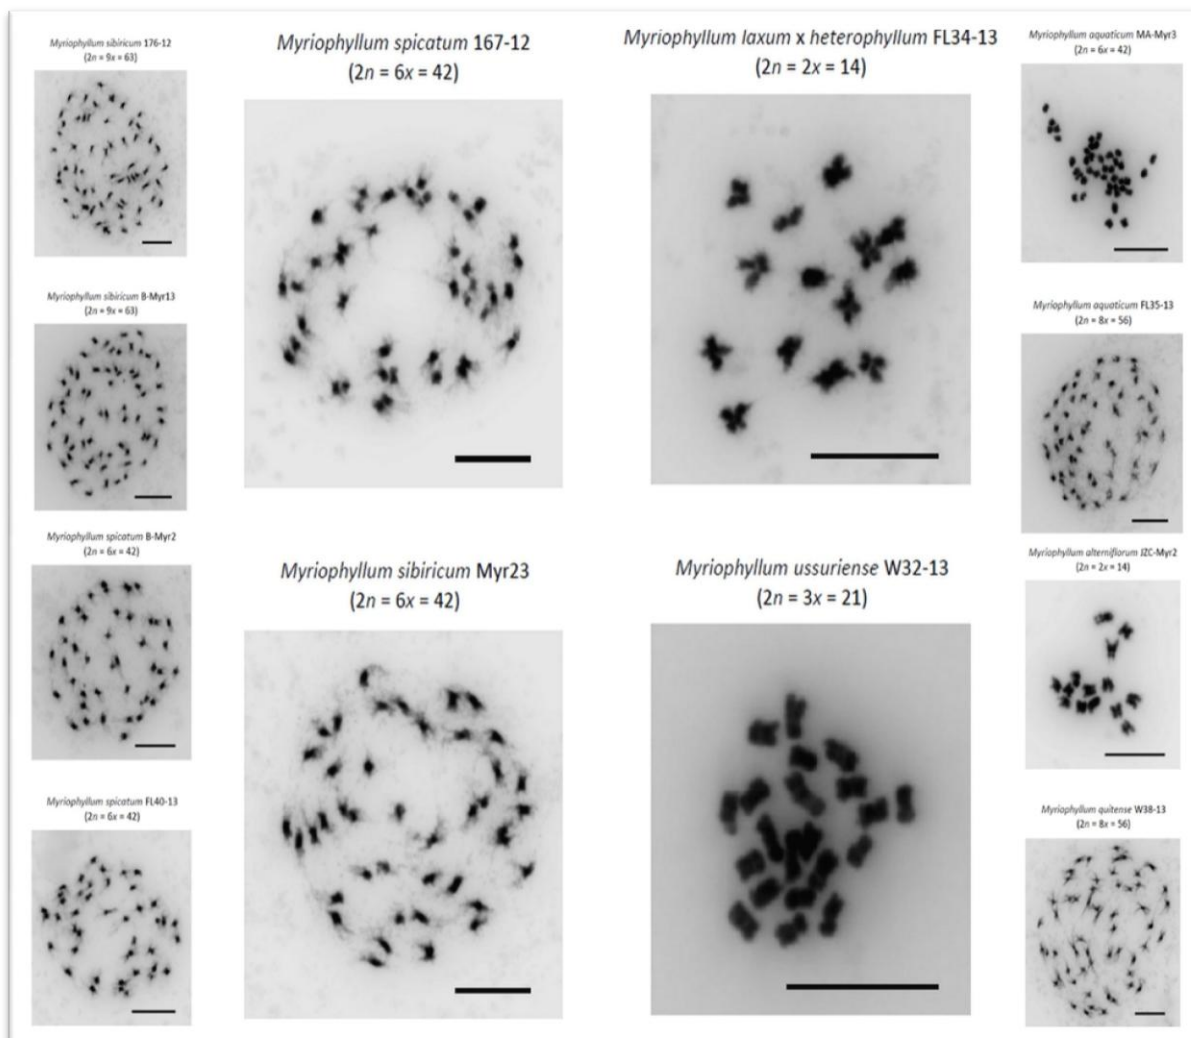 Myriophyllum sibiricum 176-12
(2n = 9x = 63)
Myriophyllum sibiricum B-Myr13
(2n = 9x = 63)
Myriophyllum spicatum B-Myr2
(2n = 6x = 42)
Myriophyllum spicatum FL40-13
(2n = 6x = 42)
Myriophyllum spicatum 167-12
(2n = 6x = 42)
Myriophyllum sibiricum Myr23
(2n = 6x = 42)
Myriophyllum laxum x heterophyllum FL34-13
(2n = 2x = 14)
Myriophyllum ussuriense W32-13
(2n = 3x = 21)
Myriophyllum aquaticum MA-Myr3
(2n = 6x = 42)
Myriophyllum aquaticum FL35-13
(2n = 8x = 56)
Myriophyllum alterniflorum JZC-Myr2
(2n = 2x = 14)
Myriophyllum quitense W38-13
(2n = 8x = 56)